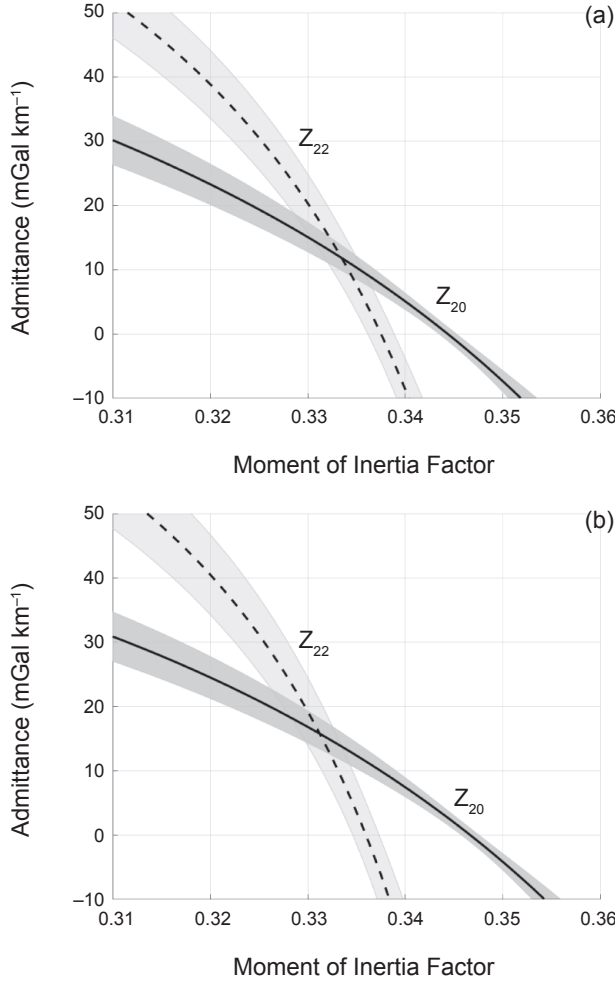 (a)
50
40
30
20
10
0
–10
Admittance (mGal km–1)
Z22
Z20
0.31 0.32 0.33 0.34 0.35 0.36
Moment of Inertia Factor
(b)
50
40
30
20
10
0
–10
Admittance (mGal km–1)
Z22
Z20
0.31 0.32 0.33 0.34 0.35 0.36
Moment of Inertia Factor